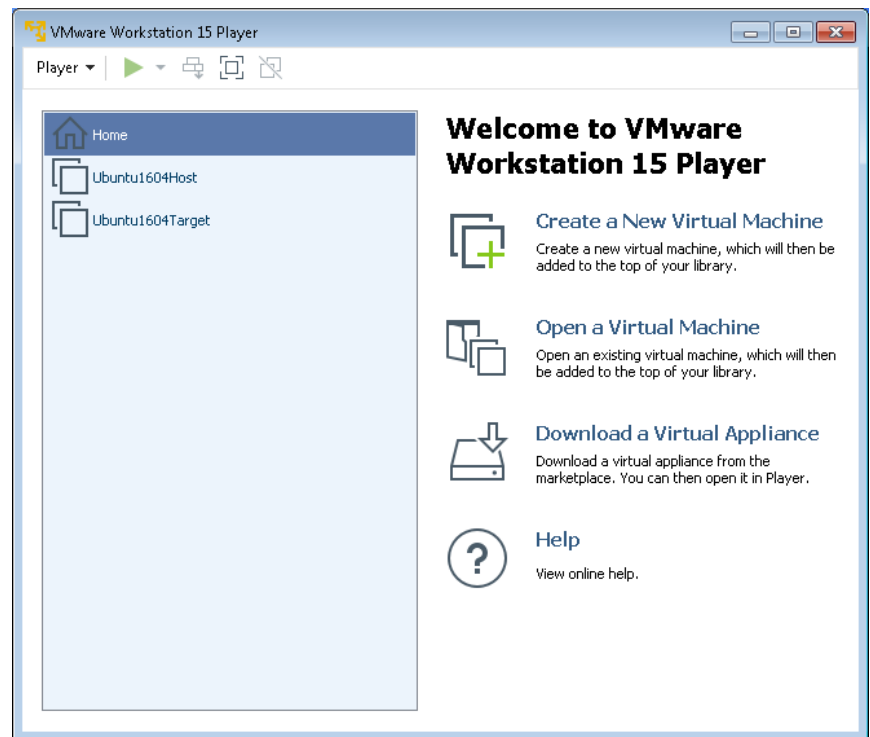 VMware Workstation 15 Player
Player
Home
Ubuntu1604Host
Ubuntu1604Target
Welcome to VMware
Workstation 15 Player
Create a New Virtual Machine
Create a new virtual machine, which will then be
added to the top of your library.
Open a Virtual Machine
Open an existing virtual machine, which will then
be added to the top of your library.
Download a Virtual Appliance
Download a virtual appliance from the
marketplace. You can then open it in Player.
?
Help
View online help.